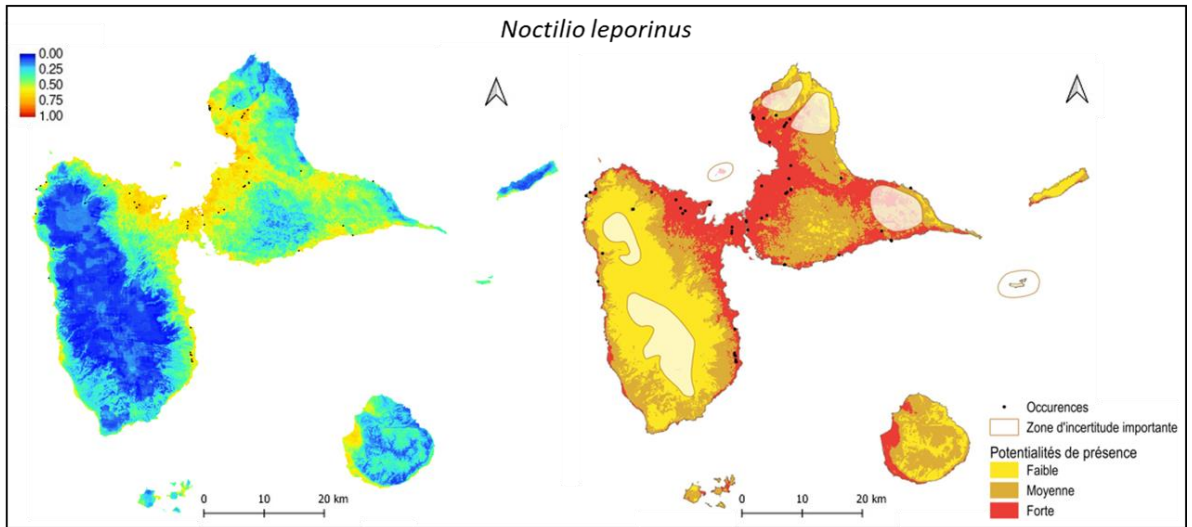 Noctilio leporinus
0.00
0.25
0.50
0.75
1.00
0 10 20 km
Occurences
Zone d'incertitude importante
Potentialités de présence
Faible
Moyenne
Forte
0 10 20 km